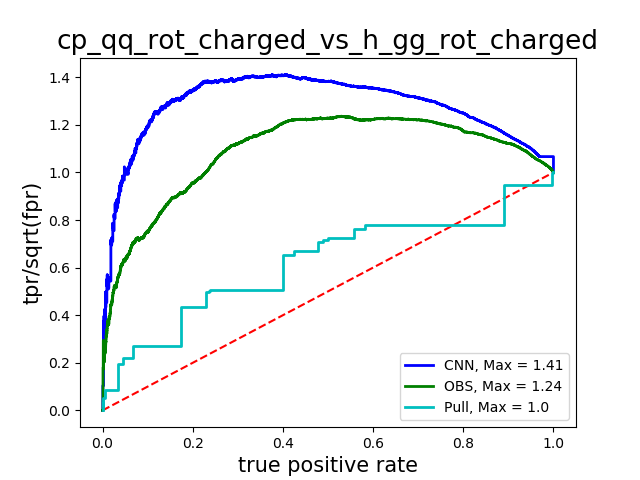 cp_qq_rot_charged_vs_h_gg_rot_charged
tpr/sqrt(fpr)
1.4
1.2
1.0
0.8
0.6
0.4
0.2
0.0
CNN, Max = 1.41
OBS, Max = 1.24
Pull, Max = 1.0
0.0 0.2 0.4 0.6 0.8 1.0
true positive rate